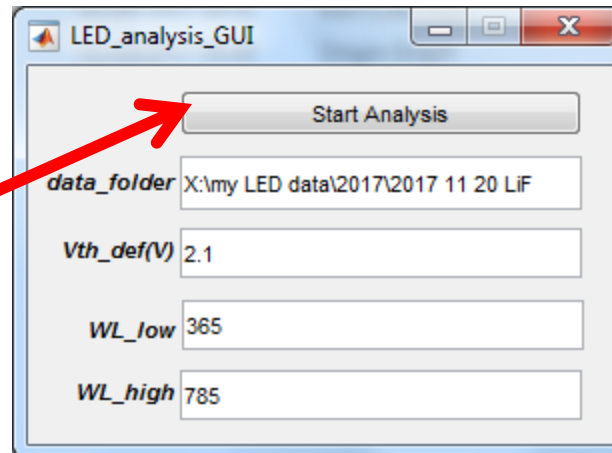 LED_analysis_GUI
Start Analysis
data_folder X:\my LED data\2017\2017 11 20 LiF
Vth_def(V) 2.1
WL_low 365
WL_high 785